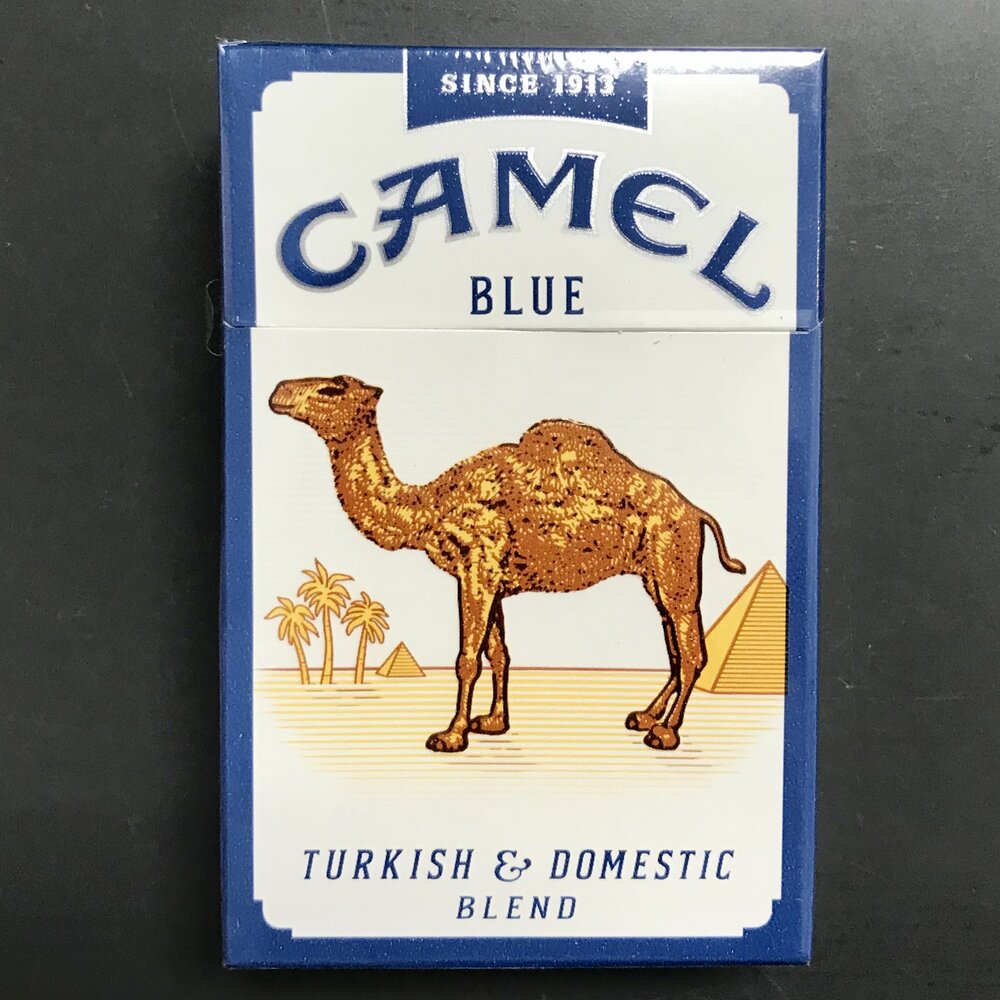 SINCE 1913
CAMEL
BLUE
TURKISH & DOMESTIC
BLEND